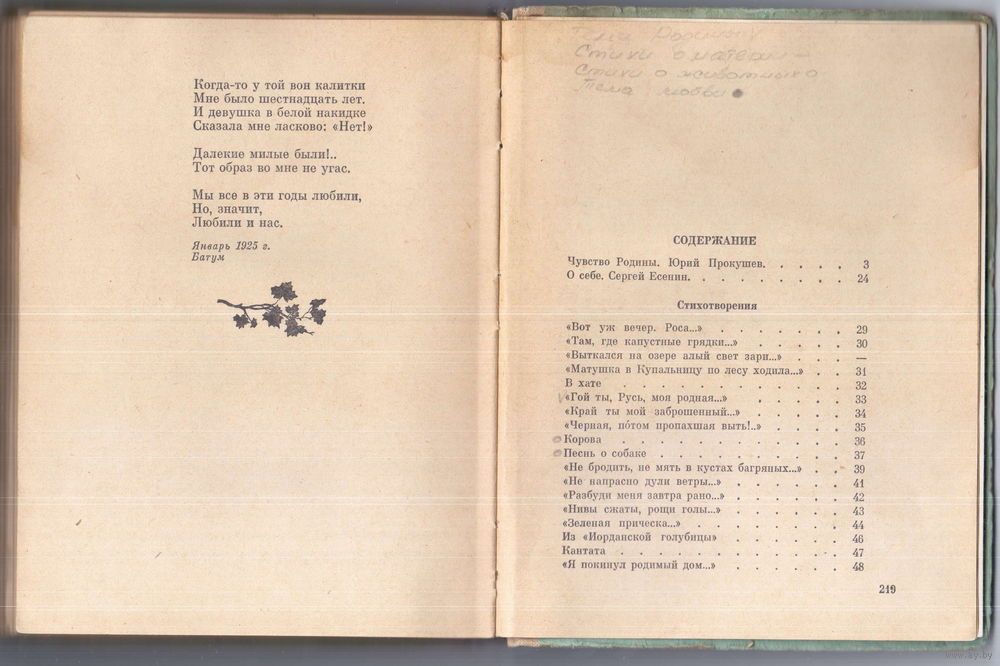 Когда-то у той вон калитки
Мне было шестнадцать лет.
И девушка в белой накидке
Сказала мне ласково: «Нет!»
Далекие милые были!..
Тот образ во мне не угас.
Мы все в эти годы любили,
Но, значит,
Любили и нас.
Январь 1925 г.
Батум
Тема Родины
Стихи о матери —
Стихи о животных о
Тема любви
СОДЕРЖАНИЕ
Чувство Родины. Юрий Прокушев. . . . . 3
О себе. Сергей Есенин. . . . . . . . . 24
Стихотворения
«Вот уж вечер. Роса...» . . . . . . . 29
«Там, где капустные грядки...» . . . . . 30
«Выткался на озере алый свет зари...» . . . —
«Матушка в Купальницу по лесу ходила...» . . 31
В хате . . . . . . . . . . . 32
«Гой ты, Русь, моя родная...» . . . . . 33
«Край ты мой заброшенный...» . . . . . 34
«Черная, по́том пропахшая выть!..» . . . . 35
Корова . . . . . . . . . . . 36
Песнь о собаке . . . . . . . . . 37
«Не бродить, не мять в кустах багряных...» . . 39
«Не напрасно дули ветры...» . . . . . . 41
«Разбуди меня завтра рано...» . . . . . 42
«Нивы сжаты, рощи голы...» . . . . . . 43
«Зеленая прическа...» . . . . . . . . 44
Из «Иорданской голубицы» . . . . . . 46
Кантата . . . . . . . . . . . 47
«Я покинул родимый дом...» . . . . . . 48
219